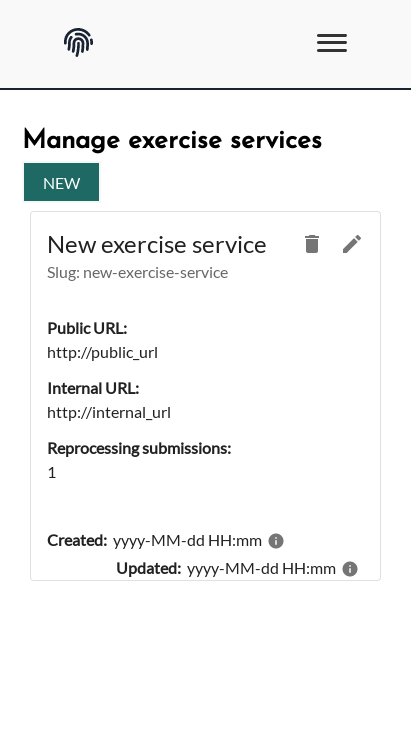 Manage exercise services
NEW
New exercise service
Slug: new-exercise-service
Public URL:
http://public_url
Internal URL:
http://internal_url
Reprocessing submissions:
1
Created: yyyy-MM-dd HH:mm
Updated: yyyy-MM-dd HH:mm